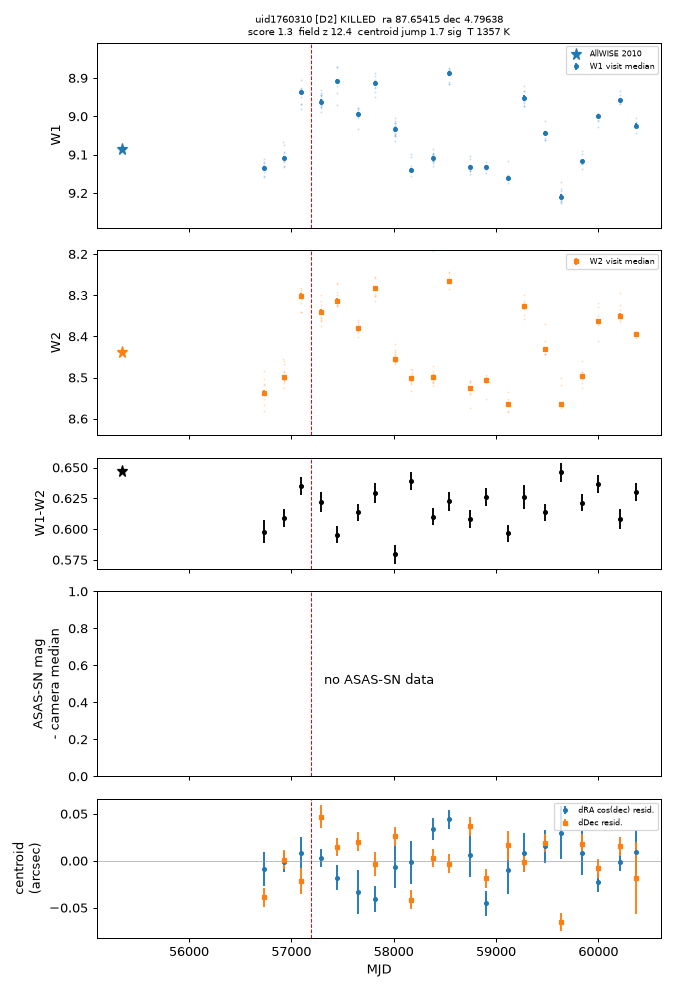 uid1760310 [D2] KILLED  ra 87.65415 dec 4.79638
score 1.3  field z 12.4  centroid jump 1.7 sig  T 1357 K
W1
8.9
9.0
9.1
9.2
AllWISE 2010
W1 visit median
W2
8.2
8.3
8.4
8.5
8.6
W2 visit median
W1-W2
0.650
0.625
0.600
0.575
ASAS-SN mag
- camera median
1.0
0.8
0.6
0.4
0.2
0.0
no ASAS-SN data
centroid
(arcsec)
0.05
0.00
−0.05
dRA cos(dec) resid.
dDec resid.
56000
57000
58000
59000
60000
MJD